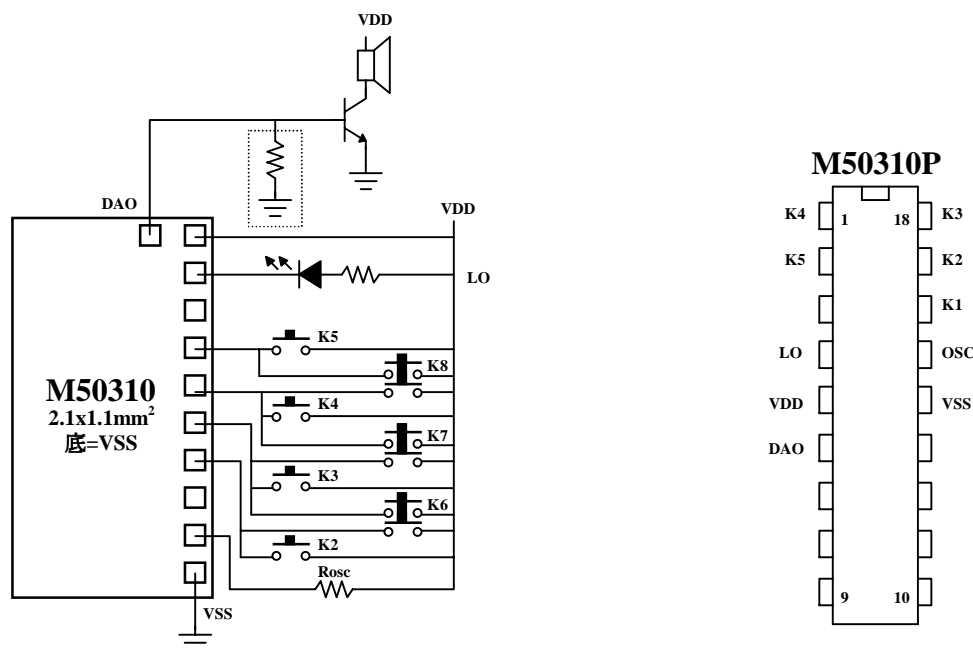 VDD
DAO
VDD
LO
K5
K8
M50310
2.1x1.1mm²
底=VSS
K4
K7
K3
K6
K2
Rosc
VSS
M50310P
K4 1 18 K3
K5 K2
K1
LO OSC
VDD VSS
DAO
9 10